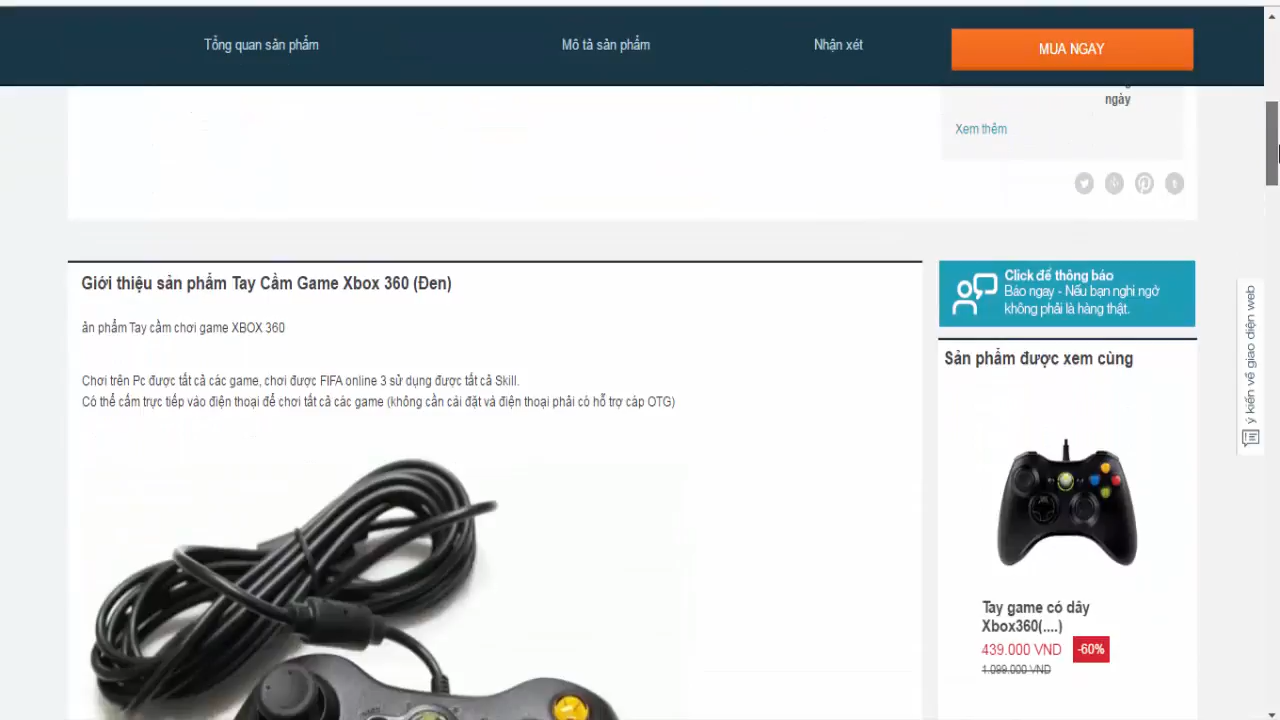 Tổng quan sản phẩm
Mô tả sản phẩm
Nhận xét
MUA NGAY
ngày
Xem thêm
Giới thiệu sản phẩm Tay Cầm Game Xbox 360 (Đen)
ản phẩm Tay cầm chơi game XBOX 360
Chơi trên Pc được tất cả các game, chơi được FIFA online 3 sử dụng được tất cả Skill.
Có thể cắm trực tiếp vào điện thoại để chơi tất cả các game (không cần cài đặt và điện thoại phải có hỗ trợ cáp OTG)
Click để thông báo
Báo ngay - Nếu bạn nghi ngờ
không phải là hàng thật.
Sản phẩm được xem cùng
Tay game có dây
Xbox360(....)
439.000 VND -60%
1.099.000 VND
ý kiến về giao diện web